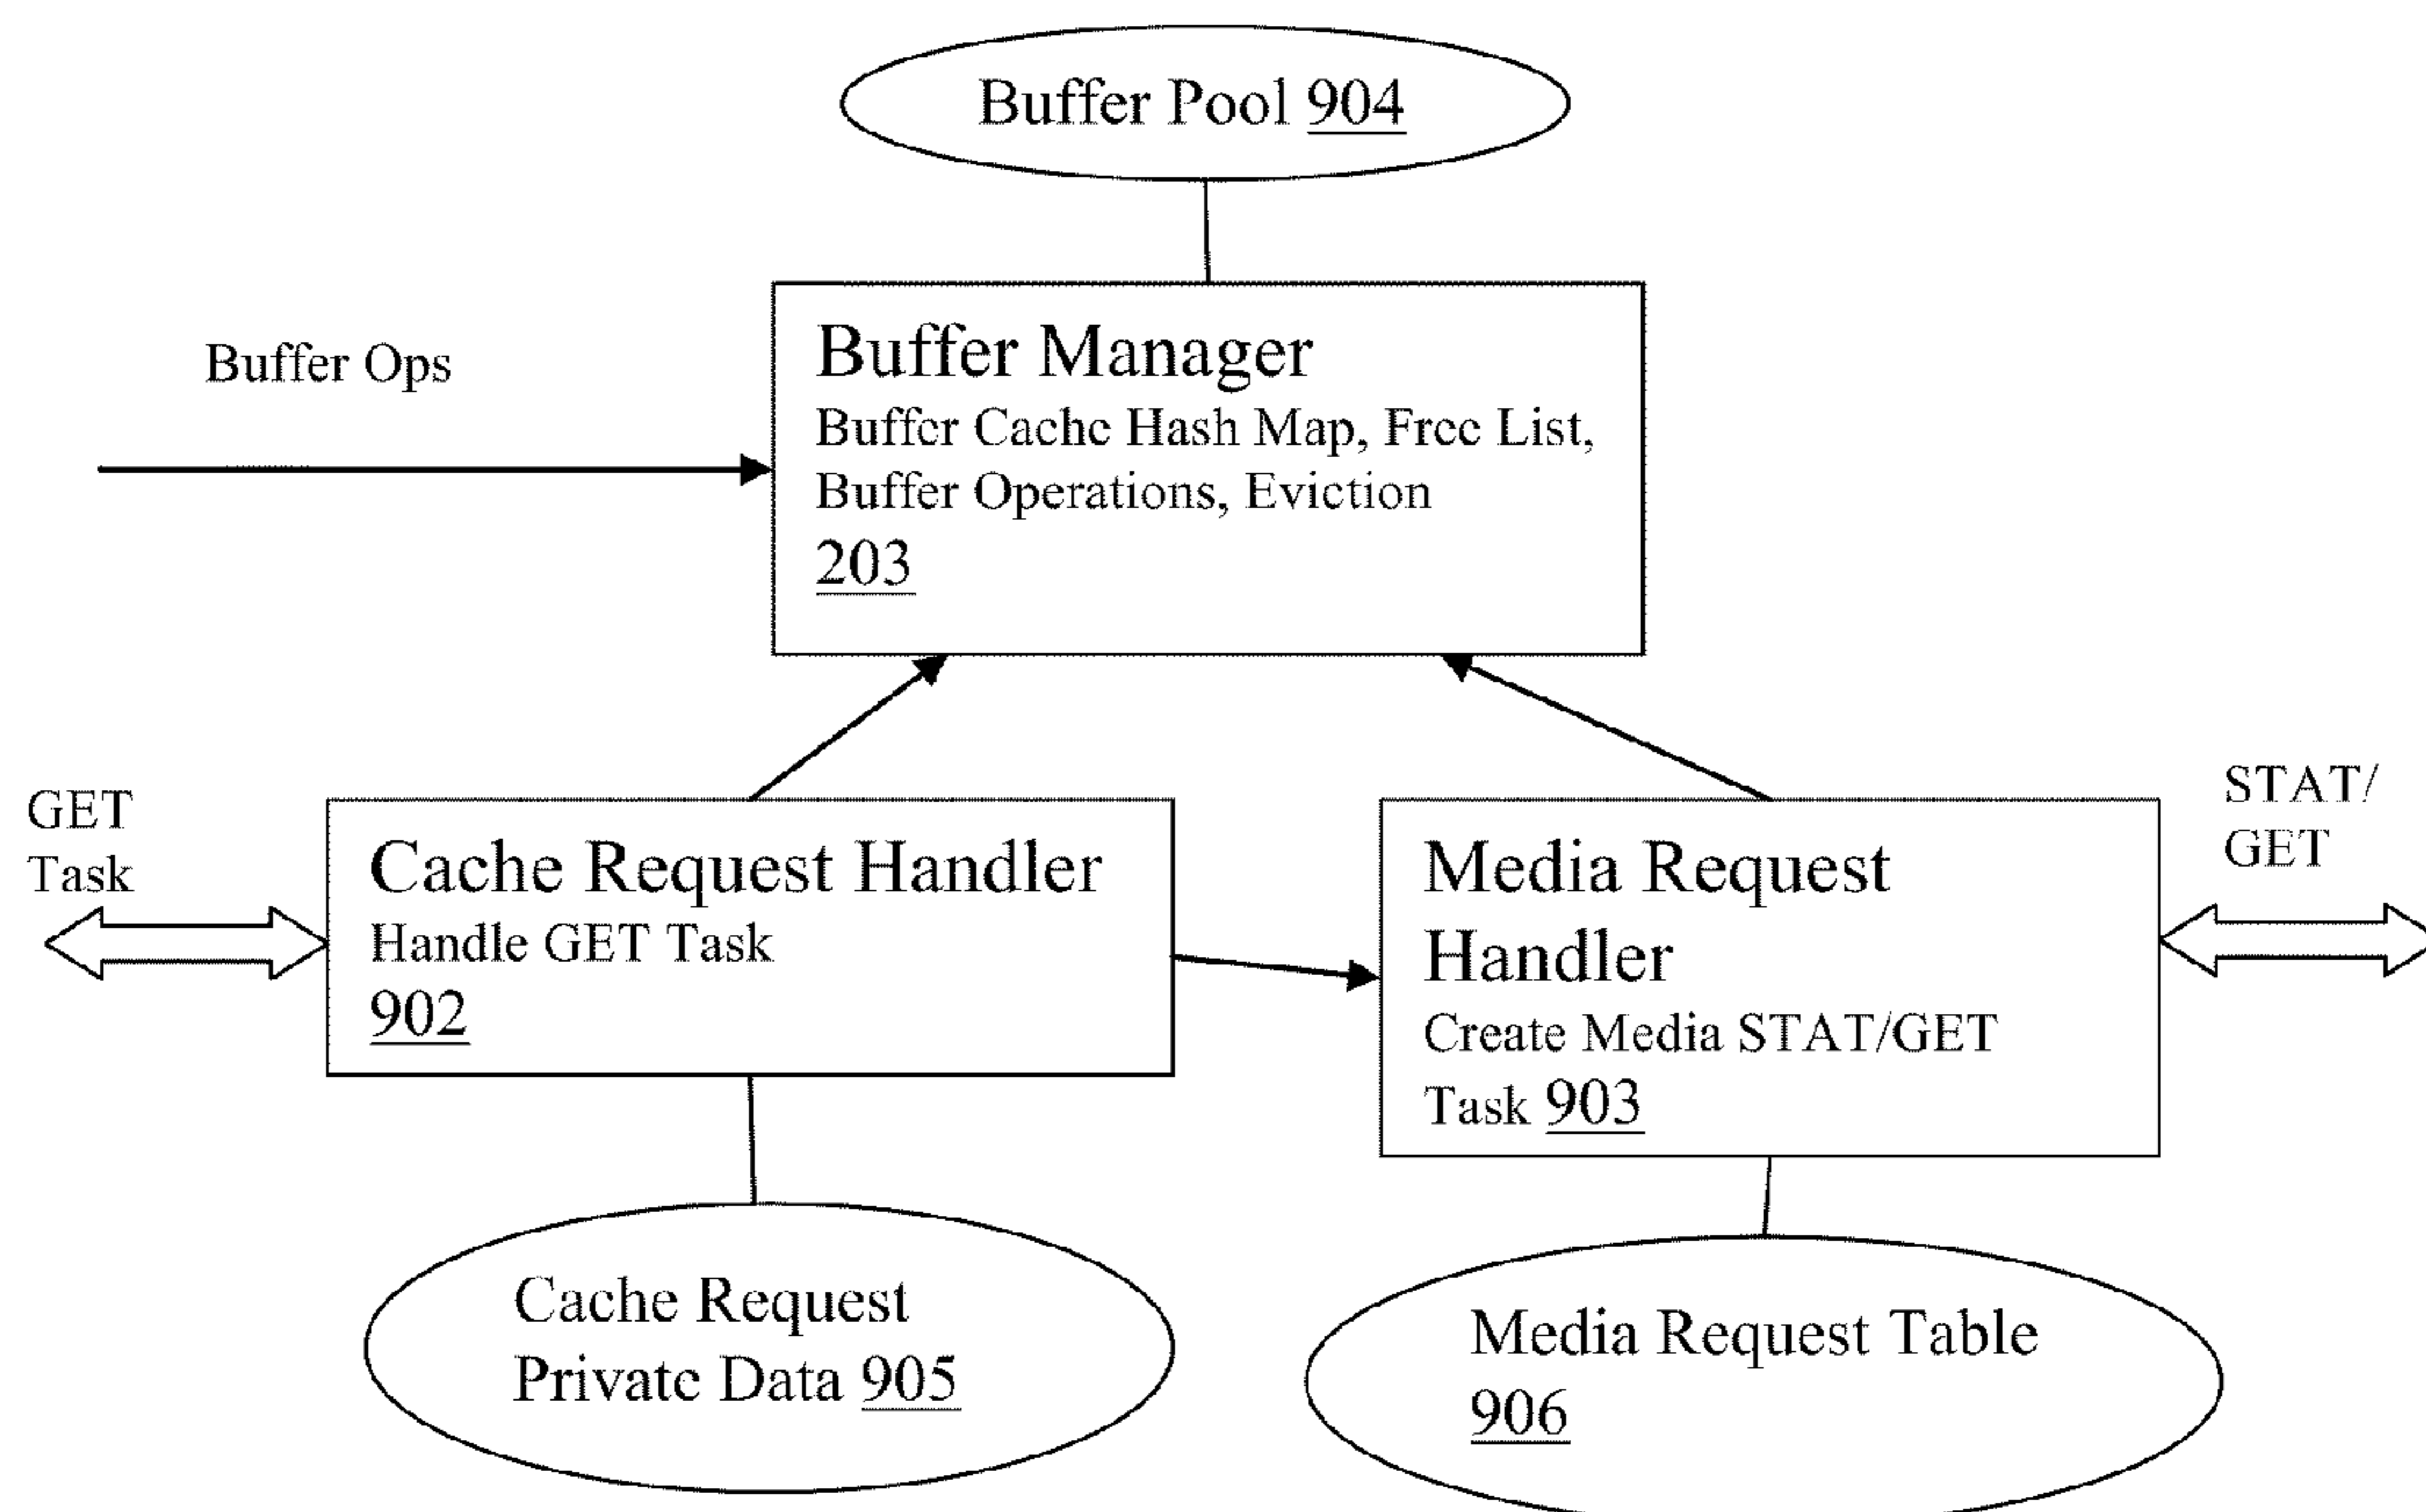 Buffer Pool 904
Buffer Ops
Buffer Manager
Buffer Cache Hash Map, Free List,
Buffer Operations, Eviction
203
GET
Task
Cache Request Handler
Handle GET Task
902
Media Request
Handler
Create Media STAT/GET
Task 903
STAT/
GET
Cache Request
Private Data 905
Media Request Table
906